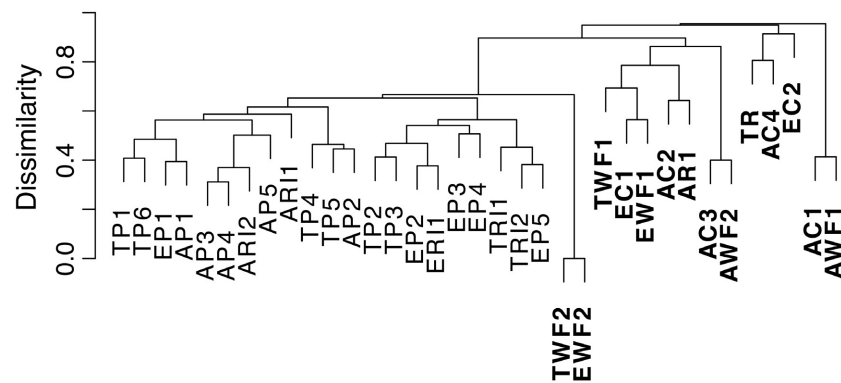 Dissimilarity
0.8
0.4
0.0
TP1
TP6
EP1
AP1
AP3
AP4
ARI2
AP5
ARI1
TP4
TP5
AP2
TP2
TP3
EP2
ERI1
EP3
EP4
TRI1
TRI2
EP5
TWF2
EWF2
TWF1
EC1
EWF1
AC2
AR1
AC3
AWF2
TR
AC4
EC2
AC1
AWF1